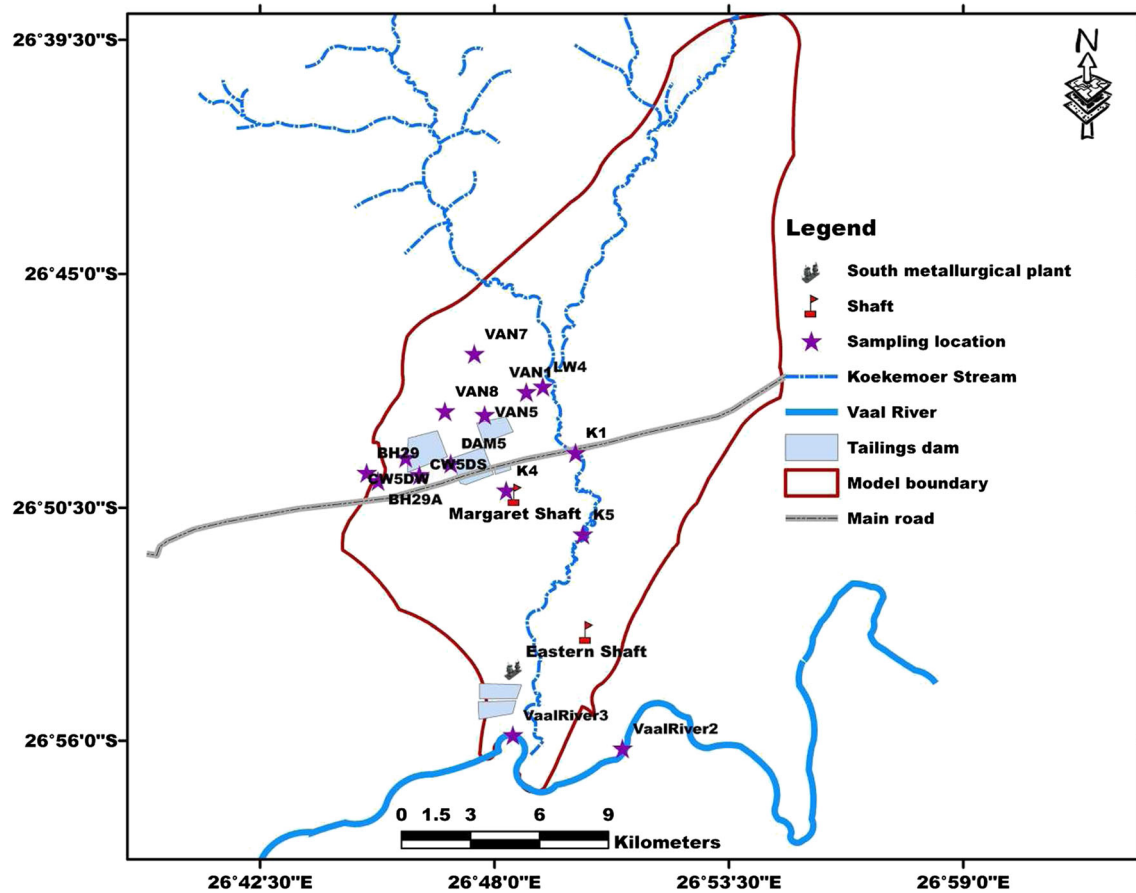 26°39'30"S
N
Legend
26°45'0"S
South metallurgical plant
Shaft
VAN7
Sampling location
VAN1
LW4
Koekemoer Stream
VAN8
VAN5
Vaal River
K1
DAM5
Tailings dam
BH29
CW5DS
K4
CW5DW
Model boundary
BH29A
26°50'30"S
Margaret Shaft
K5
Main road
Eastern Shaft
VaalRiver3
VaalRiver2
26°56'0"S
0 1.5 3 6 9
Kilometers
26°42'30"E
26°48'0"E
26°53'30"E
26°59'0"E